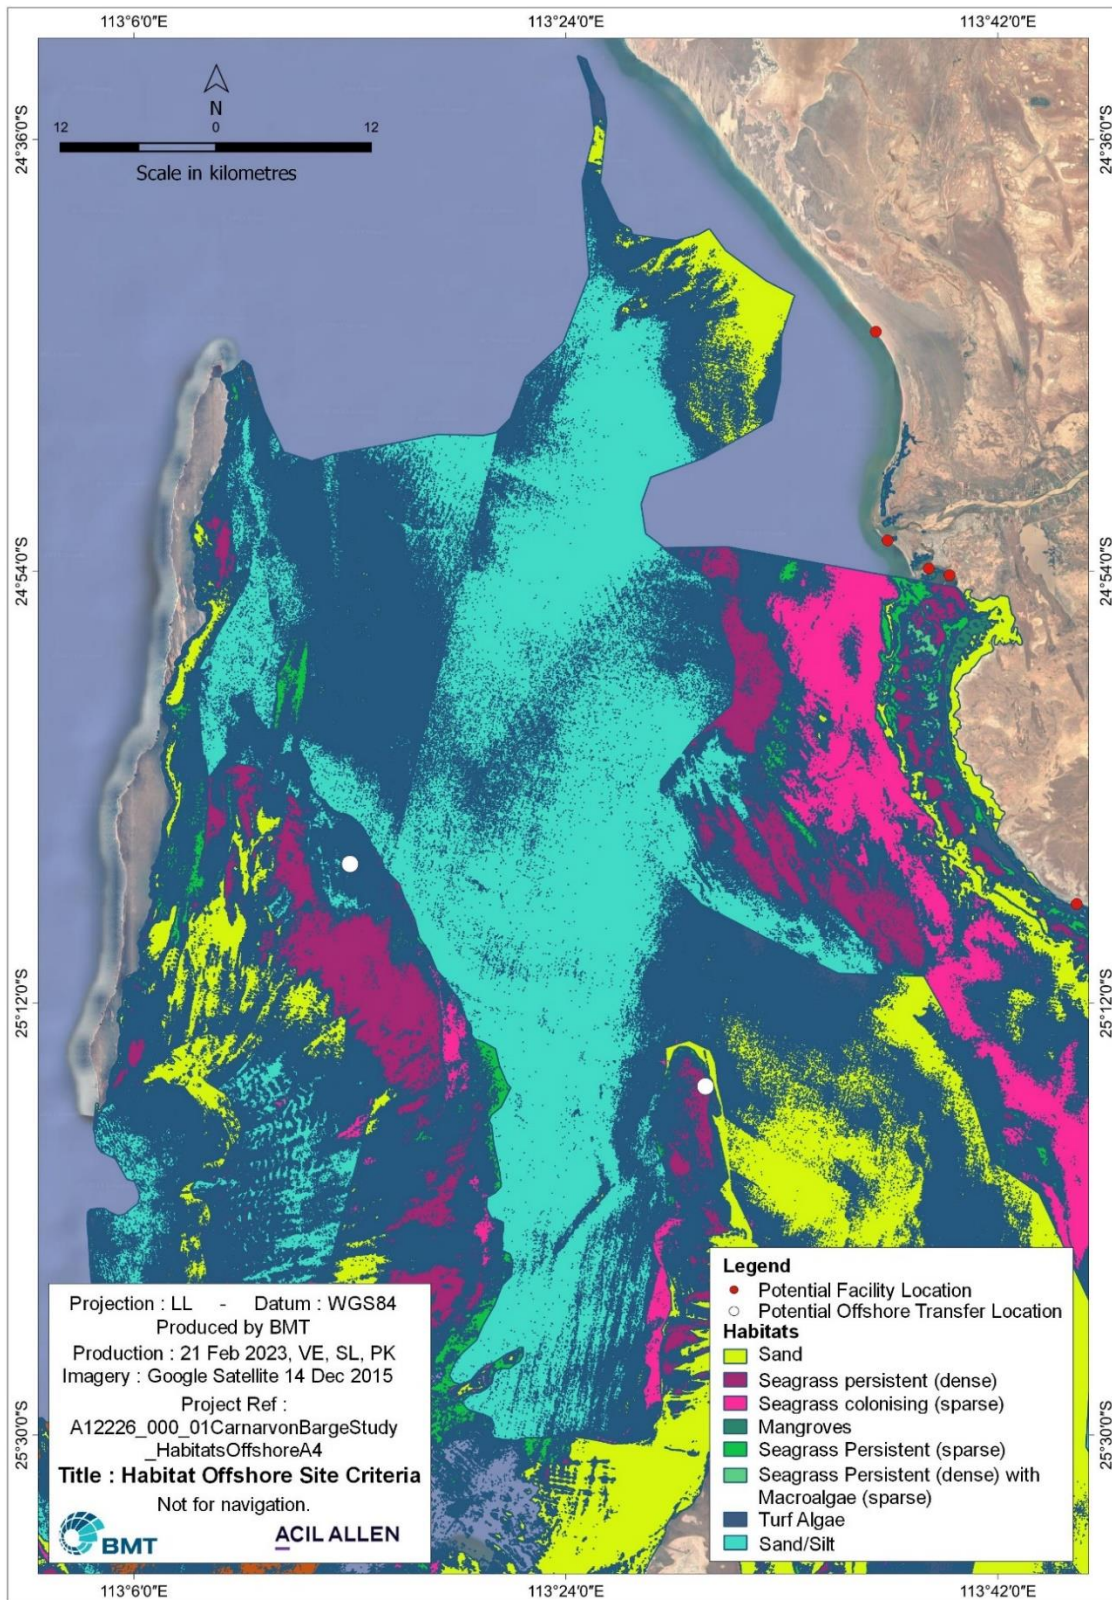 113°6'0"E
113°24'0"E
113°42'0"E
24°36'0"S
24°36'0"S
N
12
0
12
Scale in kilometres
24°54'0"S
24°54'0"S
25°12'0"S
25°12'0"S
25°30'0"S
25°30'0"S
Projection : LL - Datum : WGS84
Produced by BMT
Production : 21 Feb 2023, VE, SL, PK
Imagery : Google Satellite 14 Dec 2015
Project Ref :
A12226_000_01CarnarvonBargeStudy
_HabitatsOffshoreA4
Title : Habitat Offshore Site Criteria
Not for navigation.
BMT
ACIL ALLEN
Legend
Potential Facility Location
Potential Offshore Transfer Location
Habitats
Sand
Seagrass persistent (dense)
Seagrass colonising (sparse)
Mangroves
Seagrass Persistent (sparse)
Seagrass Persistent (dense) with
Macroalgae (sparse)
Turf Algae
Sand/Silt
113°6'0"E
113°24'0"E
113°42'0"E